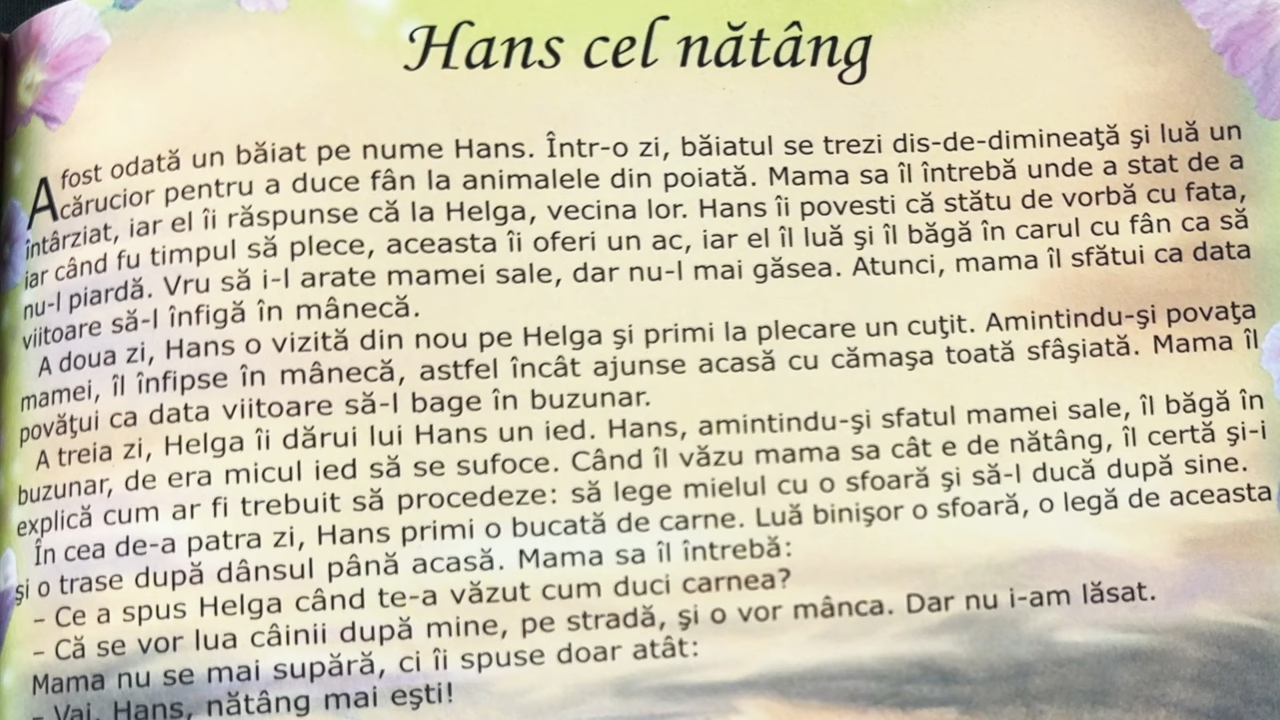 Hans cel nătâng
A fost odată un băiat pe nume Hans. Într-o zi, băiatul se trezi dis-de-dimineaţă şi luă un
cărucior pentru a duce fân la animalele din poiată. Mama sa îl întrebă unde a stat de a
întârziat, iar el îi răspunse că la Helga, vecina lor. Hans îi povesti că stătu de vorbă cu fata,
iar când fu timpul să plece, aceasta îi oferi un ac, iar el îl luă şi îl băgă în carul cu fân ca să
nu-l piardă. Vru să i-l arate mamei sale, dar nu-l mai găsea. Atunci, mama îl sfătui ca data
viitoare să-l înfigă în mânecă.
A doua zi, Hans o vizită din nou pe Helga şi primi la plecare un cuţit. Amintindu-şi povaţa
mamei, îl înfipse în mânecă, astfel încât ajunse acasă cu cămaşa toată sfâşiată. Mama îl
povăţui ca data viitoare să-l bage în buzunar.
A treia zi, Helga îi dărui lui Hans un ied. Hans, amintindu-şi sfatul mamei sale, îl băgă în
buzunar, de era micul ied să se sufoce. Când îl văzu mama sa cât e de nătâng, îl certă şi-i
explică cum ar fi trebuit să procedeze: să lege mielul cu o sfoară şi să-l ducă după sine.
În cea de-a patra zi, Hans primi o bucată de carne. Luă binişor o sfoară, o legă de aceasta
şi o trase după dânsul până acasă. Mama sa îl întrebă:
– Ce a spus Helga când te-a văzut cum duci carnea?
– Că se vor lua câinii după mine, pe stradă, şi o vor mânca. Dar nu i-am lăsat.
Mama nu se mai supără, ci îi spuse doar atât:
– Vai, Hans, nătâng mai eşti!